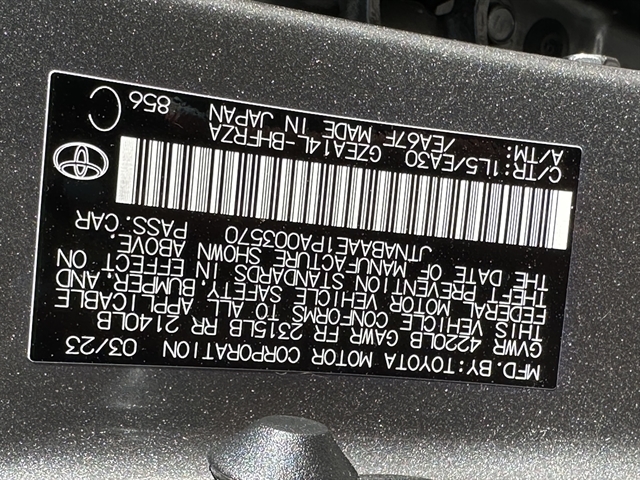 MFD. BY: TOYOTA MOTOR CORPORATION 03/23
GVWR 4220LB GAWR FR 2315LB RR 2140LB
THIS VEHICLE CONFORMS TO ALL APPLICABLE
FEDERAL MOTOR VEHICLE SAFETY, BUMPER, AND
THEFT PREVENTION STANDARDS IN EFFECT ON
THE DATE OF MANUFACTURE SHOWN ABOVE.
JTNABAAE1PA003570 PASS. CAR
C/TR: 1L5/EA30 GZEA14L-BHFRZA
A/TM: /EA67F MADE IN JAPAN
C 856